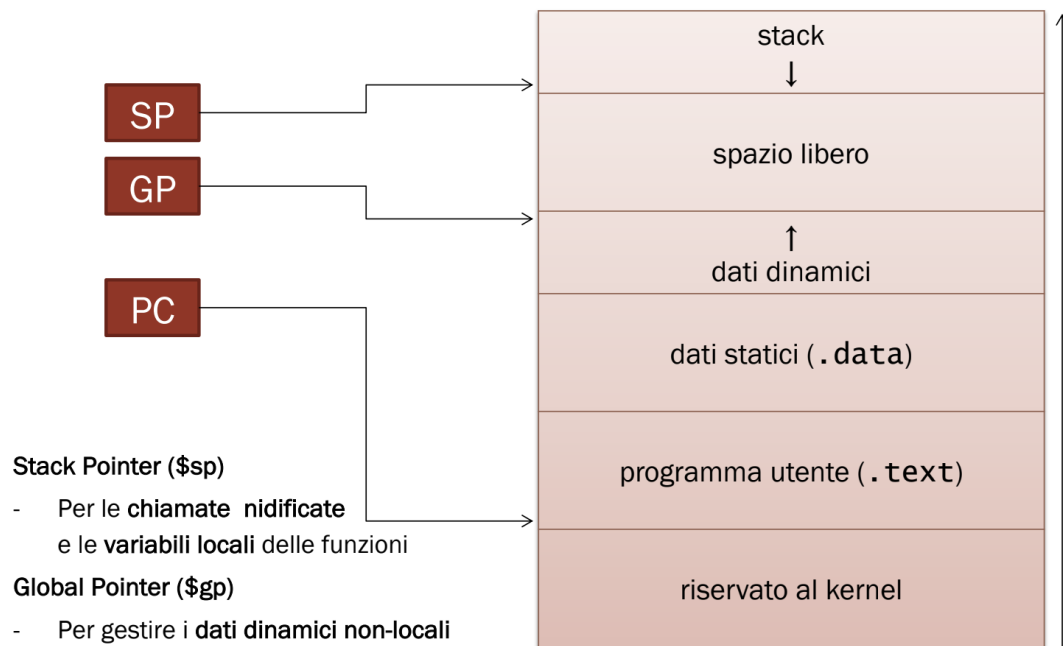 stack
↓
SP
spazio libero
GP
↑
dati dinamici
PC
dati statici (.data)
programma utente (.text)
riservato al kernel
Stack Pointer ($sp)
- Per le chiamate nidificate
e le variabili locali delle funzioni
Global Pointer ($gp)
- Per gestire i dati dinamici non-locali